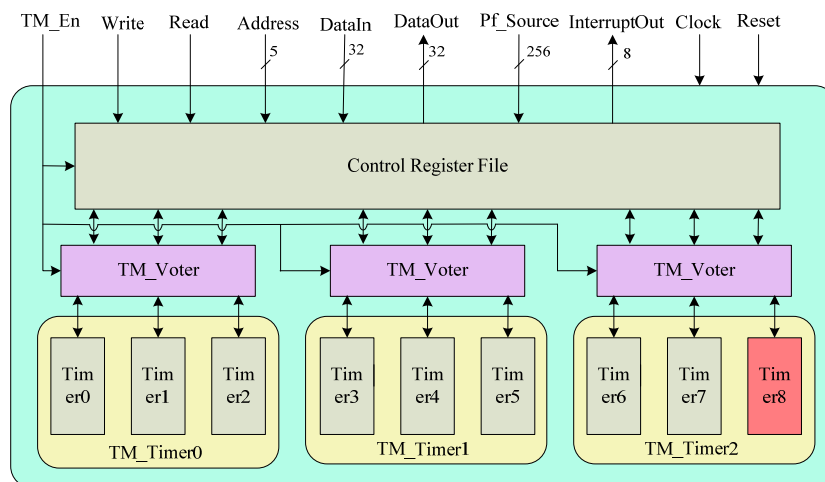 TM_En Write Read Address DataIn DataOut Pf_Source InterruptOut Clock Reset
5 32 32 256 8
Control Register File
TM_Voter TM_Voter TM_Voter
Tim Tim Tim Tim Tim Tim Tim Tim Tim
er0 er1 er2 er3 er4 er5 er6 er7 er8
TM_Timer0 TM_Timer1 TM_Timer2